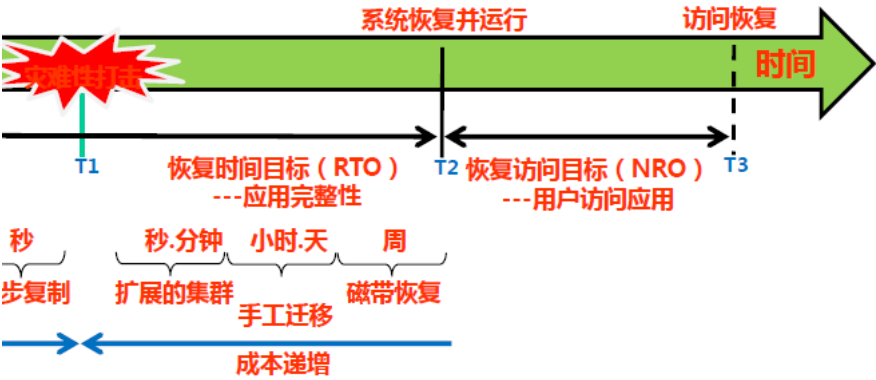 系统恢复并运行
访问恢复
灾难性打击
时间
T1
恢复时间目标（RTO）
---应用完整性
T2
恢复访问目标（NRO）
---用户访问应用
T3
秒
秒.分钟
小时.天
周
步复制
扩展的集群
手工迁移
磁带恢复
成本递增